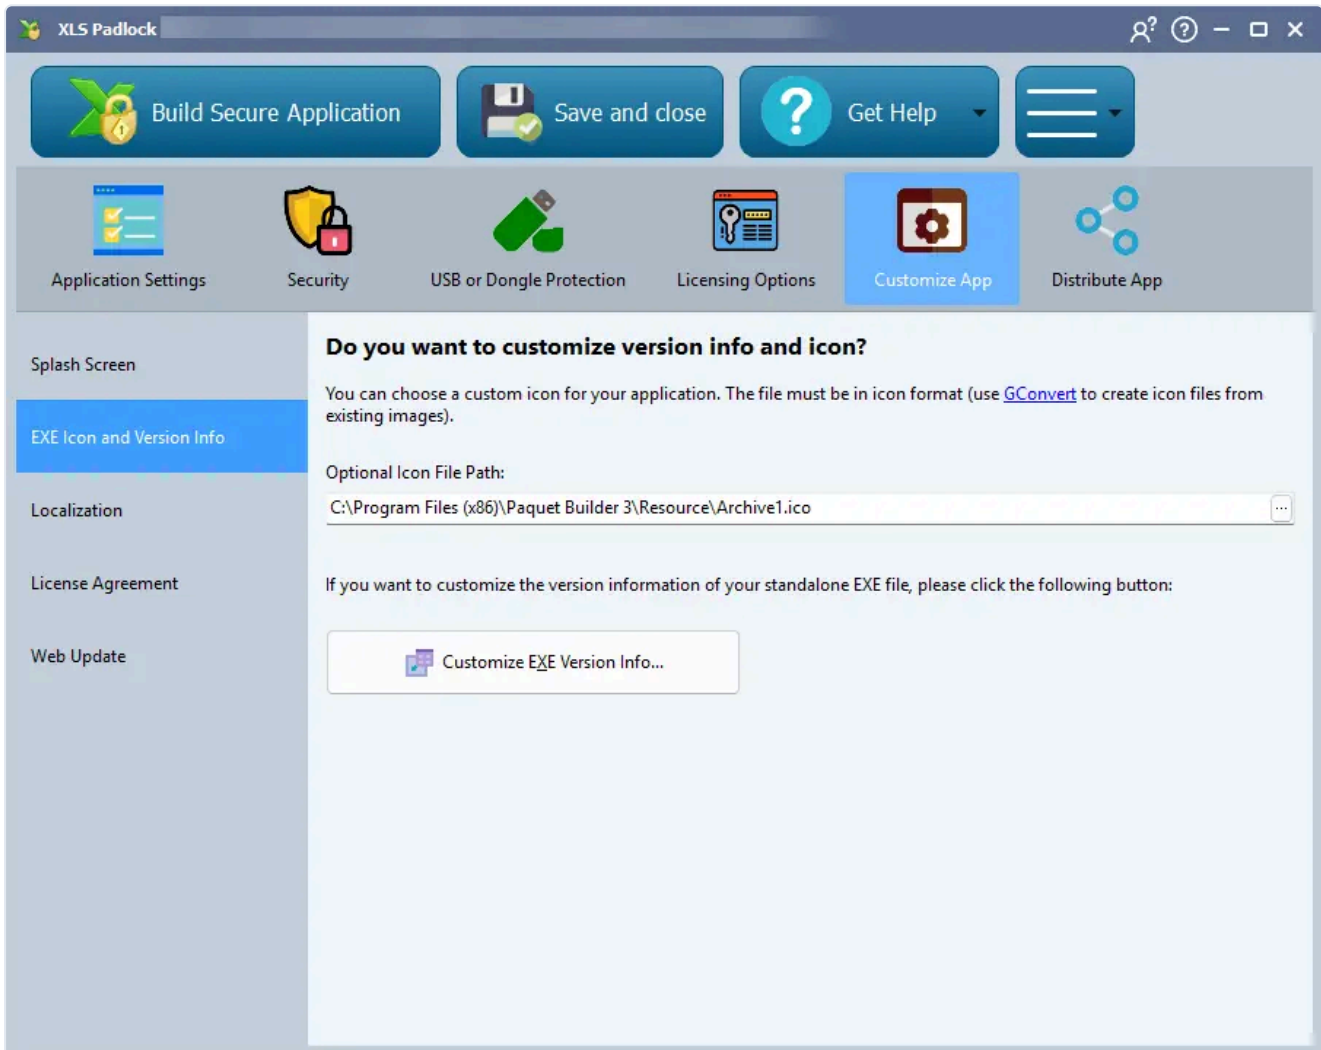 XLS Padlock
Build Secure Application
Save and close
Get Help
Application Settings
Security
USB or Dongle Protection
Licensing Options
Customize App
Distribute App
Splash Screen
EXE Icon and Version Info
Localization
License Agreement
Web Update
Do you want to customize version info and icon?
You can choose a custom icon for your application. The file must be in icon format (use GConvert to create icon files from
existing images).
Optional Icon File Path:
C:\Program Files (x86)\Paquet Builder 3\Resource\Archive1.ico
...
If you want to customize the version information of your standalone EXE file, please click the following button:
Customize EXE Version Info...